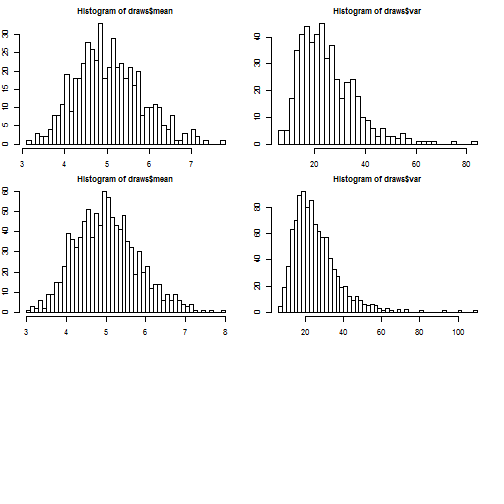 Histogram of draws$mean
0 5 10 15 20 25 30
3 4 5 6 7
Histogram of draws$var
0 10 20 30 40
20 40 60 80
Histogram of draws$mean
0 10 20 30 40 50 60
3 4 5 6 7 8
Histogram of draws$var
0 20 40 60 80
20 40 60 80 100